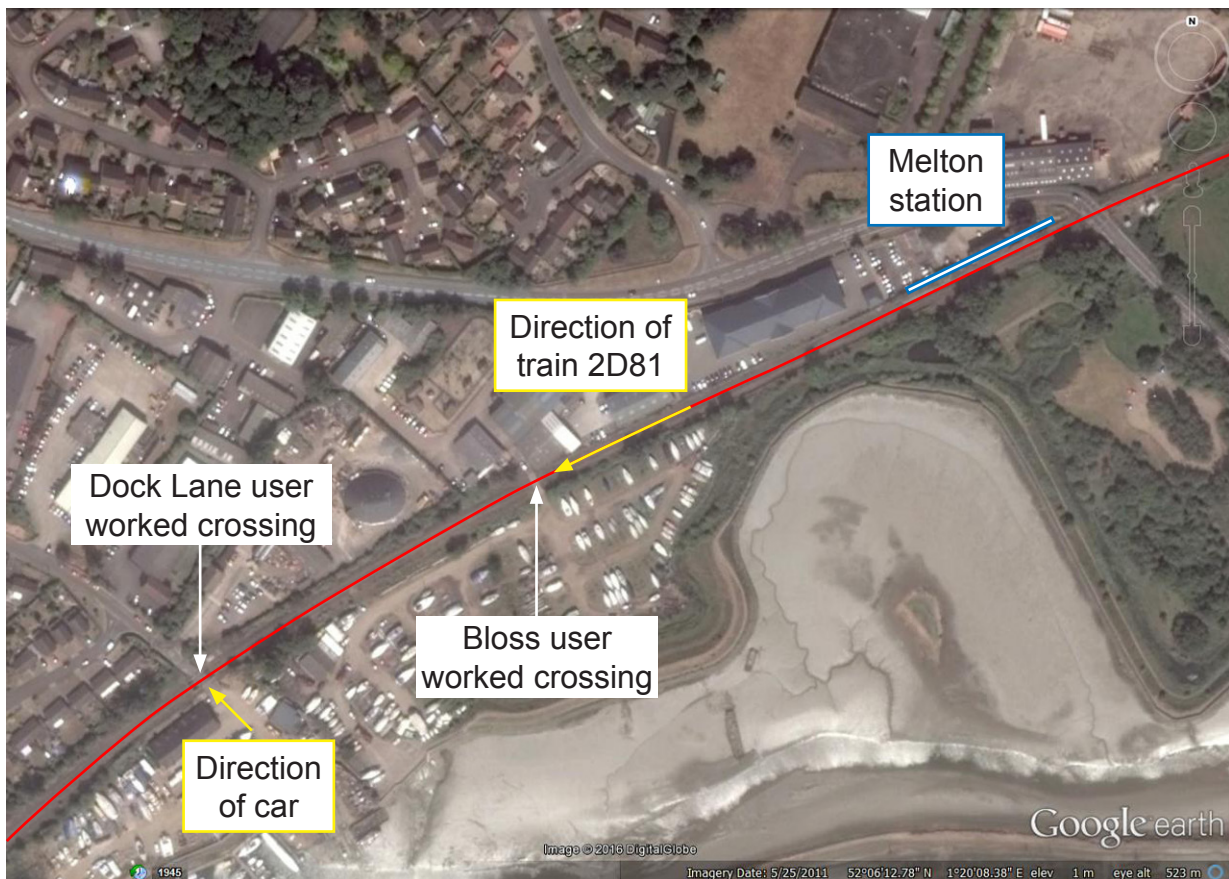 N
Melton
station
Direction of
train 2D81
Dock Lane user
worked crossing
Bloss user
worked crossing
Direction
of car
Google earth
Image © 2016 DigitalGlobe
1945
Imagery Date: 5/25/2011 52°06'12.78" N 1°20'08.38" E elev 1 m eye alt 523 m